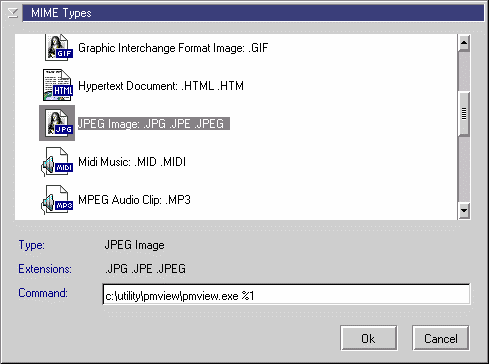 MIME Types
GIF
Graphic Interchange Format Image: .GIF
HTML
Hypertext Document: .HTML .HTM
JPG
JPEG Image: .JPG .JPE .JPEG
MIDI
Midi Music: .MID .MIDI
MP3
MPEG Audio Clip: .MP3
Type: JPEG Image
Extensions: .JPG .JPE .JPEG
Command: c:\utility\pmview\pmview.exe %1
Ok Cancel